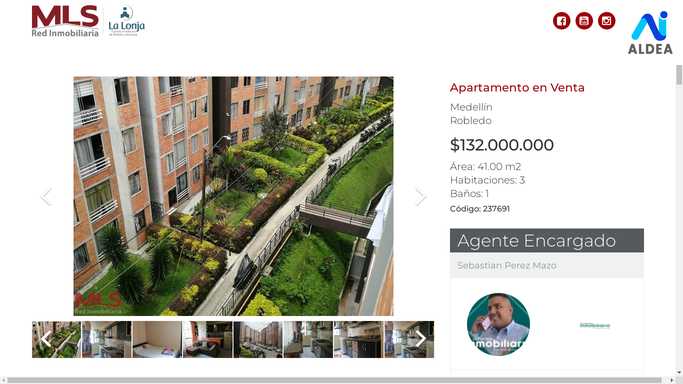 MLS
Red Inmobiliaria
La Lonja
ALDEA
Apartamento en Venta
Medellín
Robledo
$132.000.000
Área: 41.00 m2
Habitaciones: 3
Baños: 1
Código: 237691
MLS
Red Inmobiliaria
Agente Encargado
Sebastian Perez Mazo